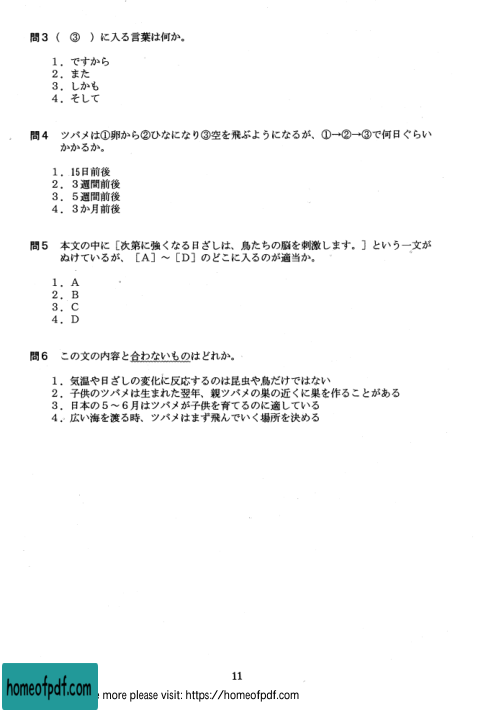 問3（　③　）に入る言葉は何か。
1．ですから
2．また
3．しかも
4．そして
問4　ツバメは①卵から②ひなになり③空を飛ぶようになるが、①→②→③で何日ぐらい
かかるか。
1．15日前後
2．3週間前後
3．5週間前後
4．3か月前後
問5　本文の中に［次第に強くなる日ざしは、鳥たちの脳を刺激します。］という一文が
ぬけているが、［A］～［D］のどこに入るのが適当か。
1．A
2．B
3．C
4．D
問6　この文の内容と合わないものはどれか。
1．気温や日ざしの変化に反応するのは昆虫や鳥だけではない
2．子供のツバメは生まれた翌年、親ツバメの巣の近くに巣を作ることがある
3．日本の5～6月はツバメが子供を育てるのに適している
4．広い海を渡る時、ツバメはまず飛んでいく場所を決める
11
homeofpdf.com
more please visit: https://homeofpdf.com